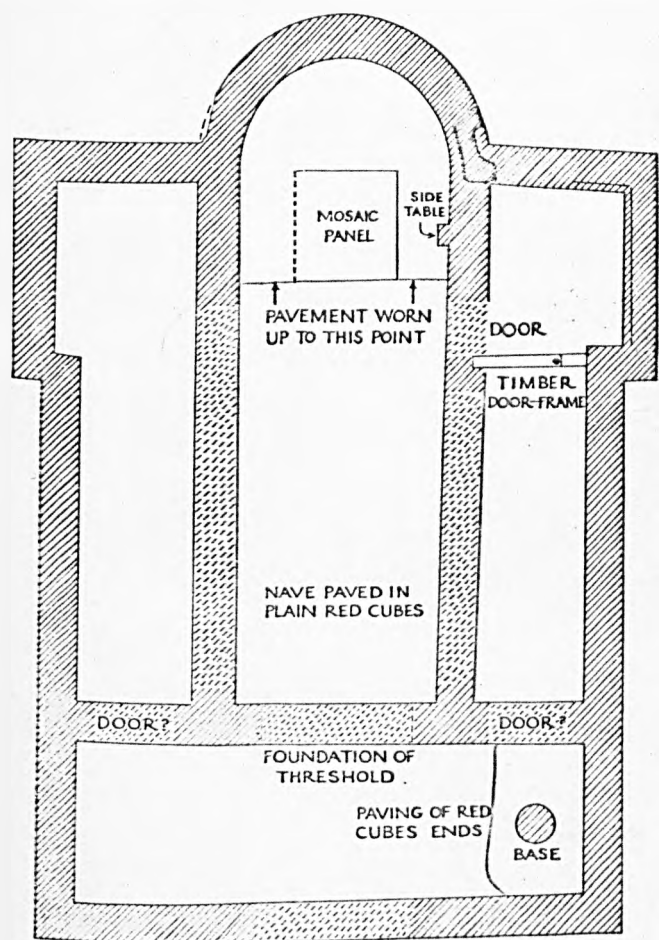 MOSAIC
PANEL
SIDE
TABLE
PAVEMENT WORN
UP TO THIS POINT
DOOR
TIMBER
DOOR-FRAME
NAVE PAVED IN
PLAIN RED CUBES
DOOR?
DOOR?
FOUNDATION OF
THRESHOLD
PAVING OF RED
CUBES ENDS
BASE